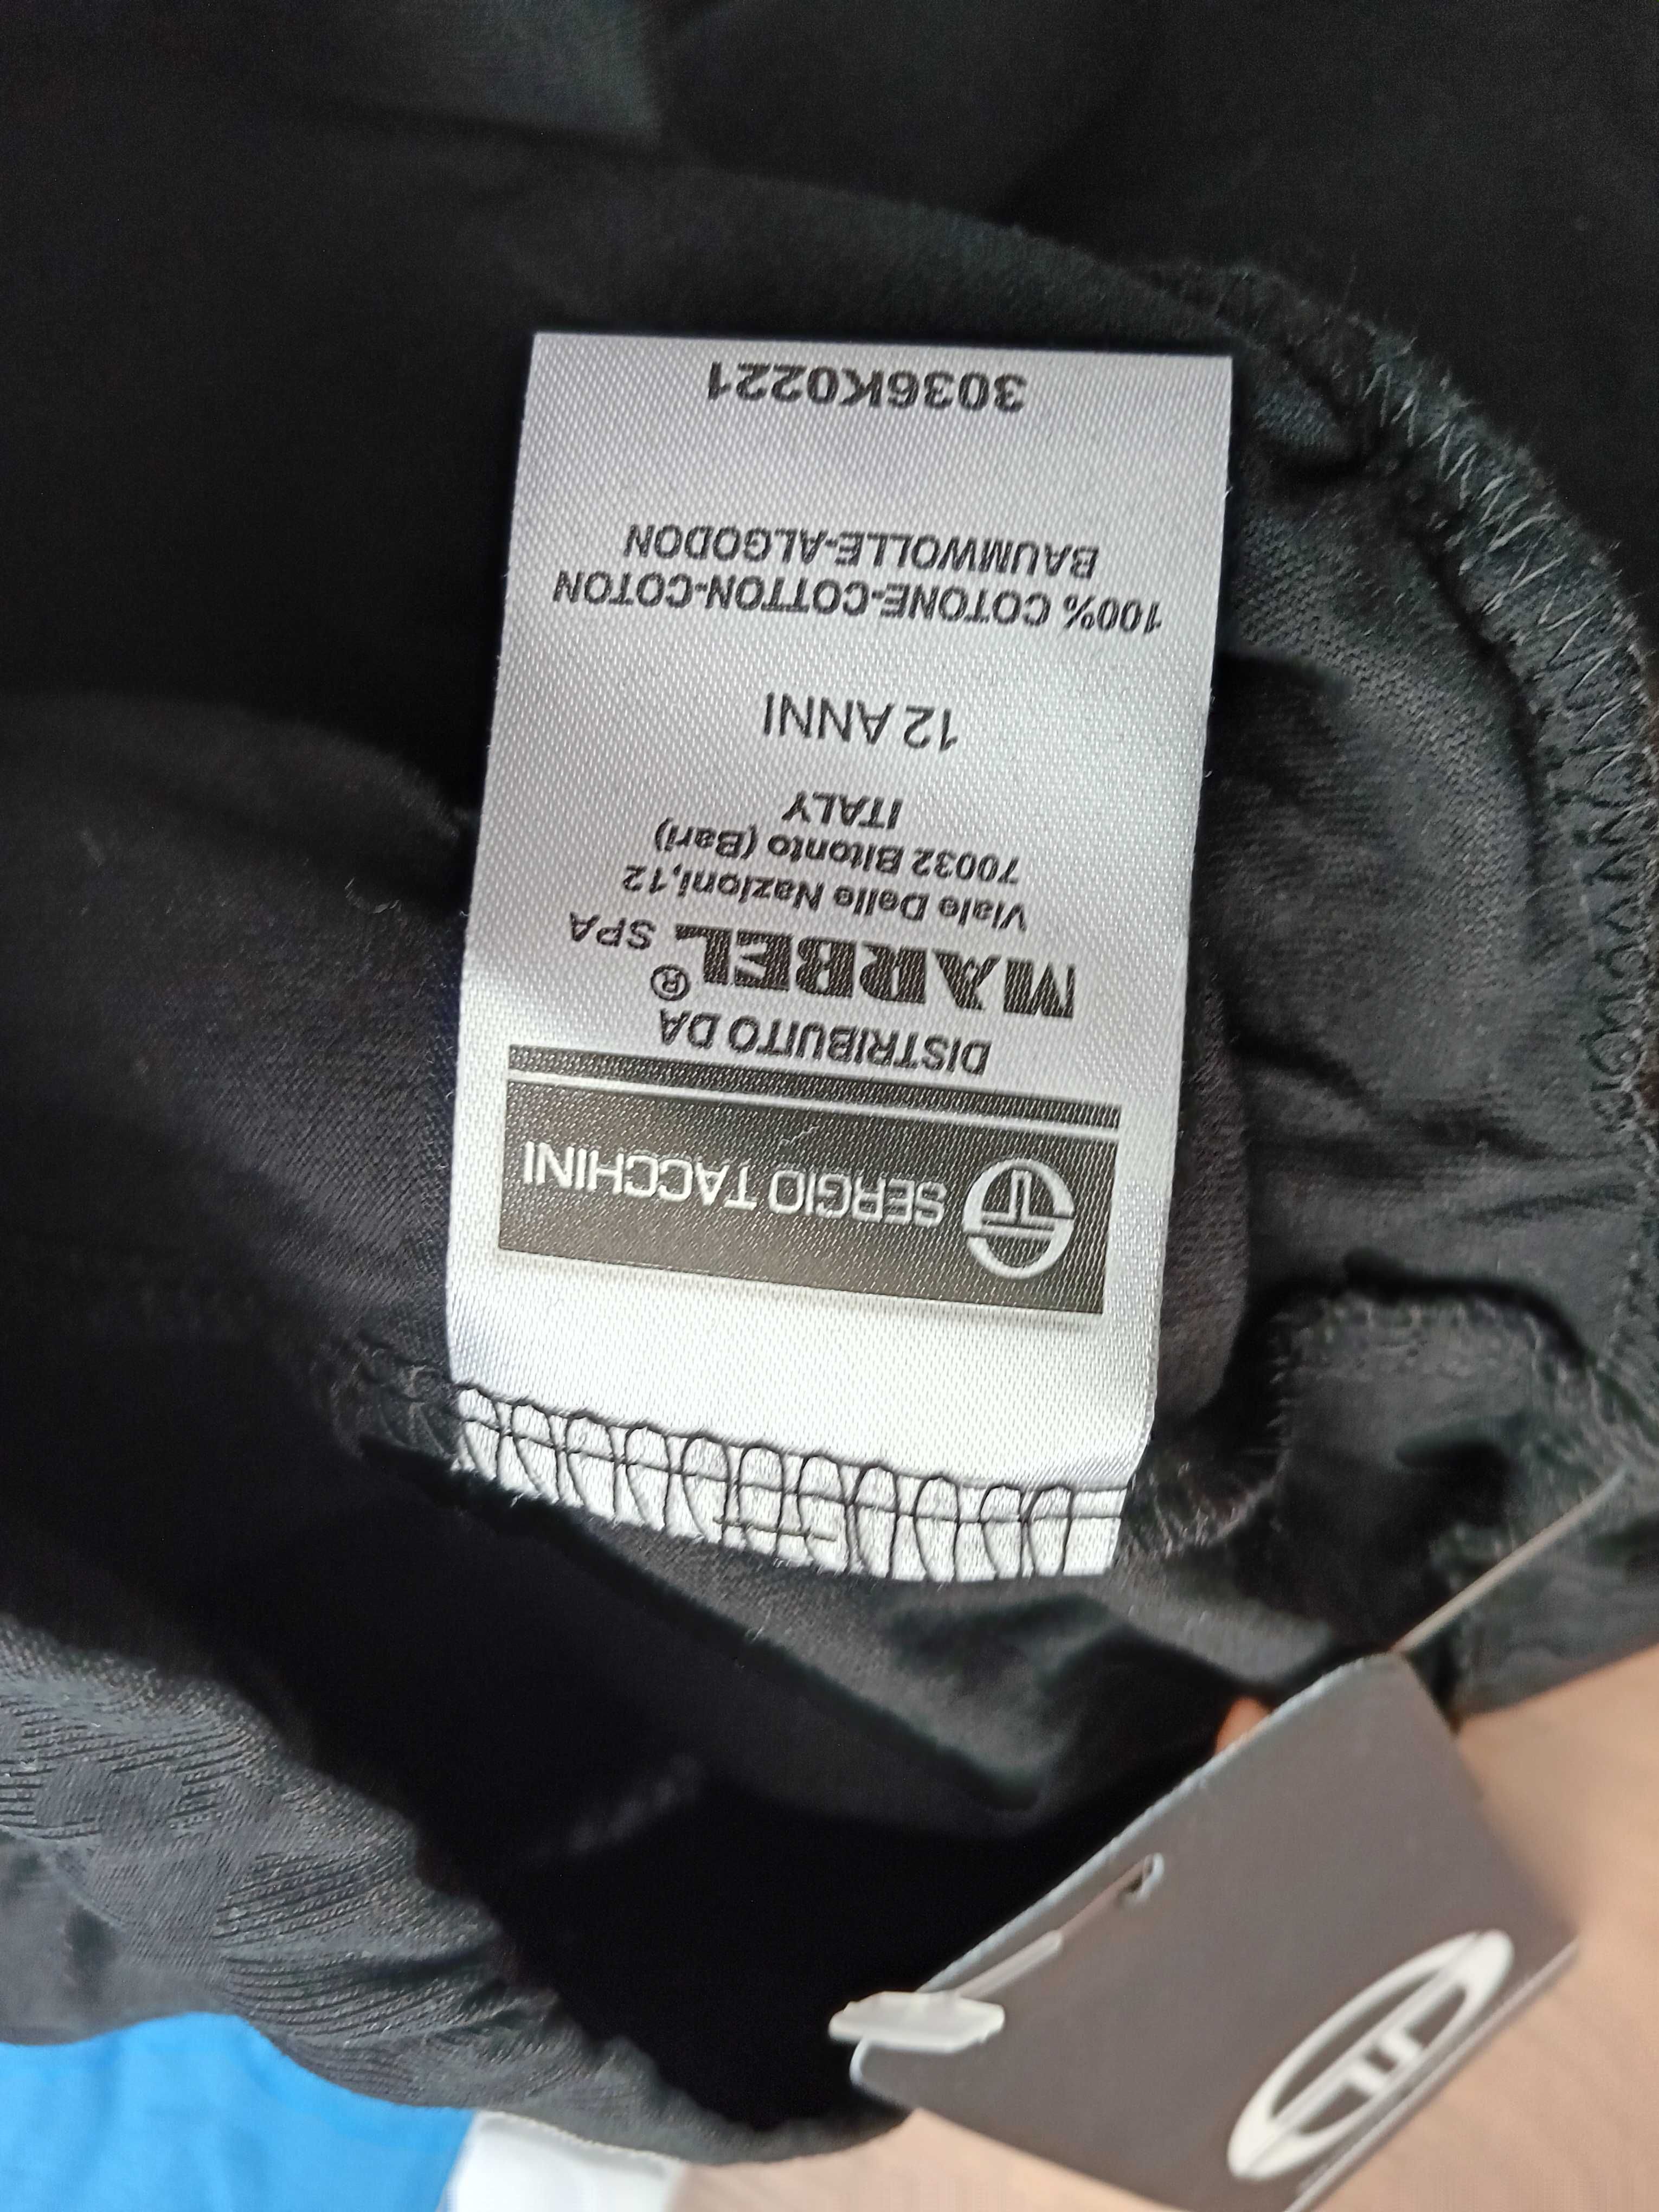 SERGIO TACCHINI
DISTRIBUITO DA
MARBEL® SPA
Viale Delle Nazioni,12
70032 Bitonto (Bari)
ITALY
12 ANNI
100% COTONE-COTTON-COTON
BAUMWOLLE-ALGODON
3036K0221